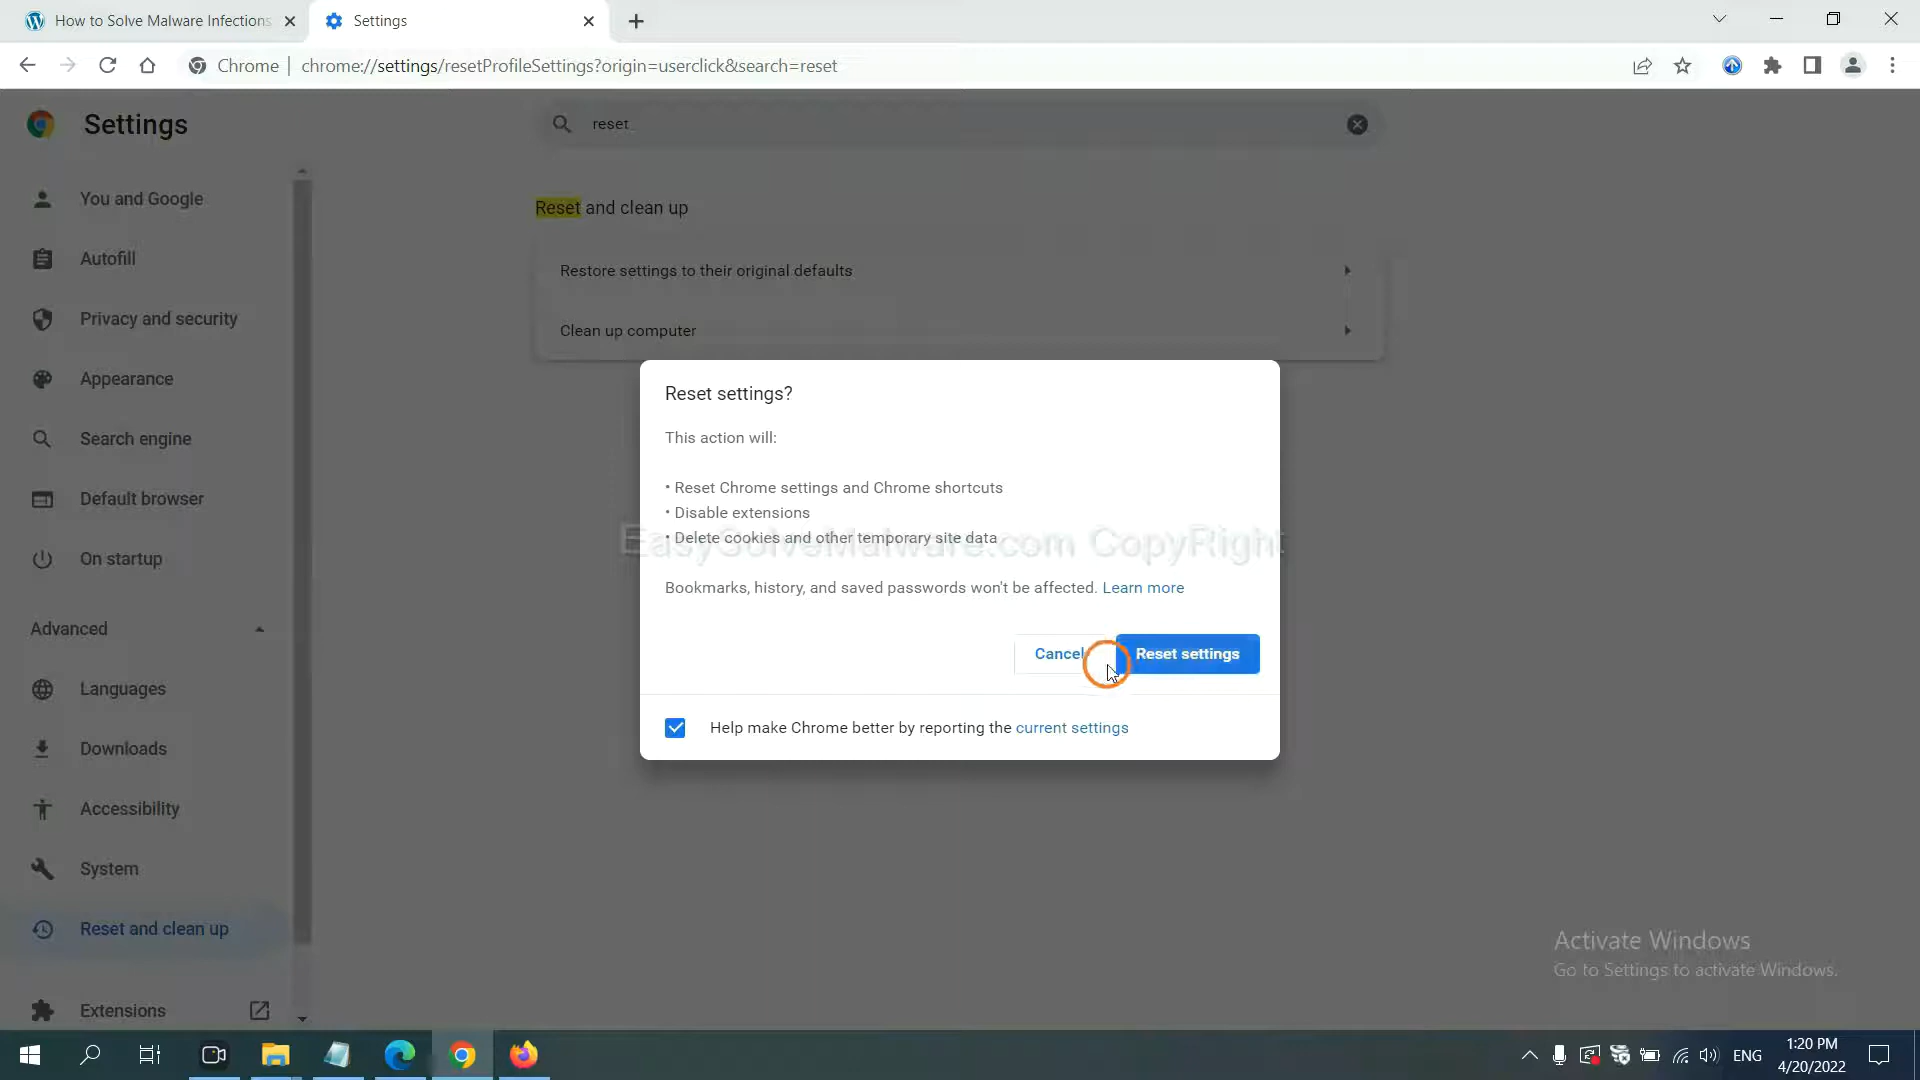 How to Solve Malware Infections
Settings
Chrome | chrome://settings/resetProfileSettings?origin=userclick&search=reset
Settings
reset
You and Google
Autofill
Privacy and security
Appearance
Search engine
Default browser
On startup
Advanced
Languages
Downloads
Accessibility
System
Reset and clean up
Extensions
Reset and clean up
Restore settings to their original defaults
Clean up computer
Reset settings?
This action will:
• Reset Chrome settings and Chrome shortcuts
• Disable extensions
• Delete cookies and other temporary site data
EasySolveMalware.com CopyRight
Bookmarks, history, and saved passwords won't be affected. Learn more
Cancel
Reset settings
Help make Chrome better by reporting the current settings
Activate Windows
Go to Settings to activate Windows.
ENG
1:20 PM
4/20/2022